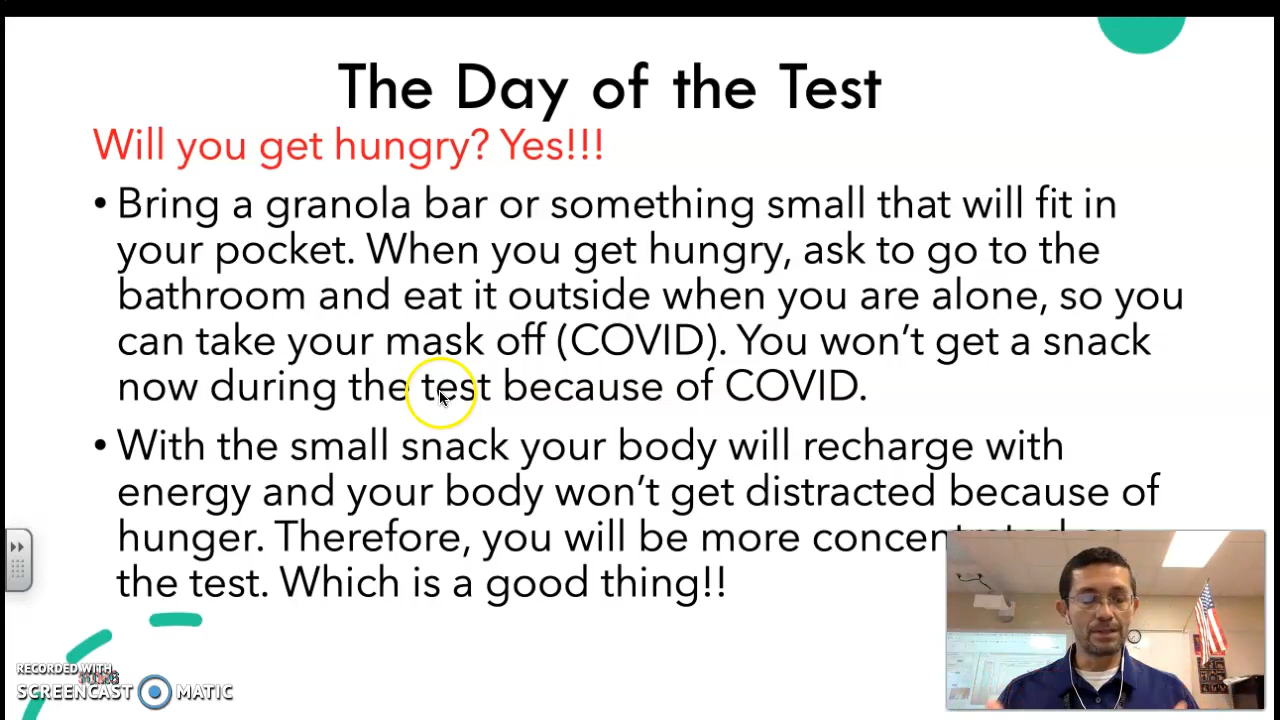 The Day of the Test
Will you get hungry? Yes!!!
• Bring a granola bar or something small that will fit in
your pocket. When you get hungry, ask to go to the
bathroom and eat it outside when you are alone, so you
can take your mask off (COVID). You won't get a snack
now during the test because of COVID.
• With the small snack your body will recharge with
energy and your body won't get distracted because of
hunger. Therefore, you will be more concentrated on
the test. Which is a good thing!!
RECORDED WITH
SCREENCAST MATIC